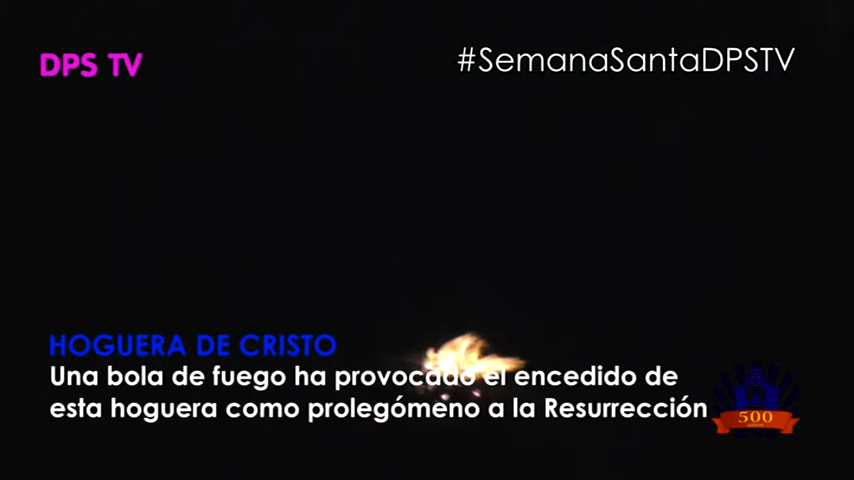 DPS TV
#SemanaSantaDPSTV
HOGUERA DE CRISTO
Una bola de fuego ha provocado el encedido de
esta hoguera como prolegómeno a la Resurrección
500
años